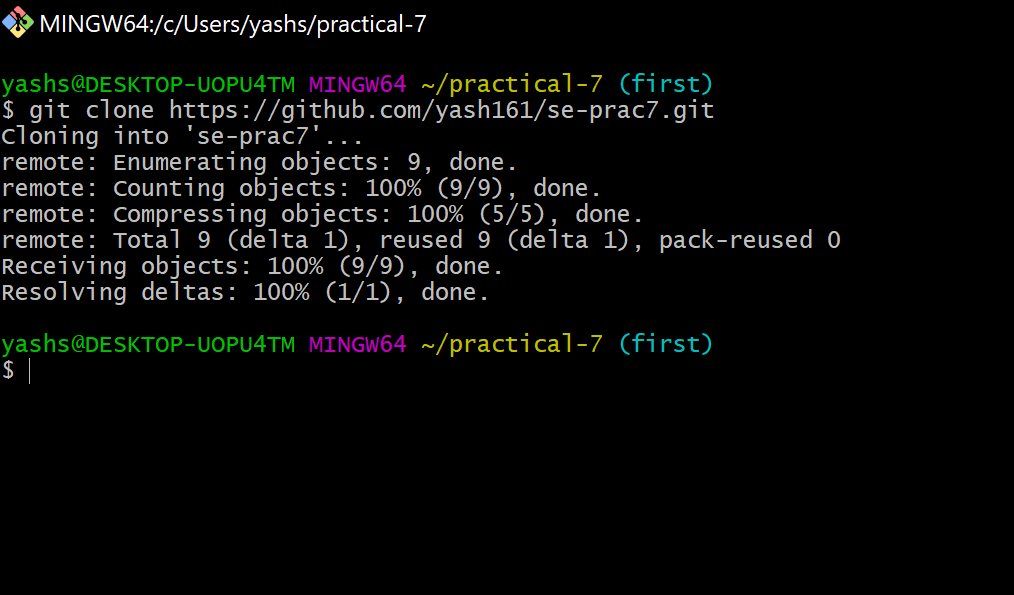 MINGW64:/c/Users/yashs/practical-7
yashs@DESKTOP-UOPU4TM MINGW64 ~/practical-7 (first)
$ git clone https://github.com/yash161/se-prac7.git
Cloning into 'se-prac7'...
remote: Enumerating objects: 9, done.
remote: Counting objects: 100% (9/9), done.
remote: Compressing objects: 100% (5/5), done.
remote: Total 9 (delta 1), reused 9 (delta 1), pack-reused 0
Receiving objects: 100% (9/9), done.
Resolving deltas: 100% (1/1), done.
yashs@DESKTOP-UOPU4TM MINGW64 ~/practical-7 (first)
$